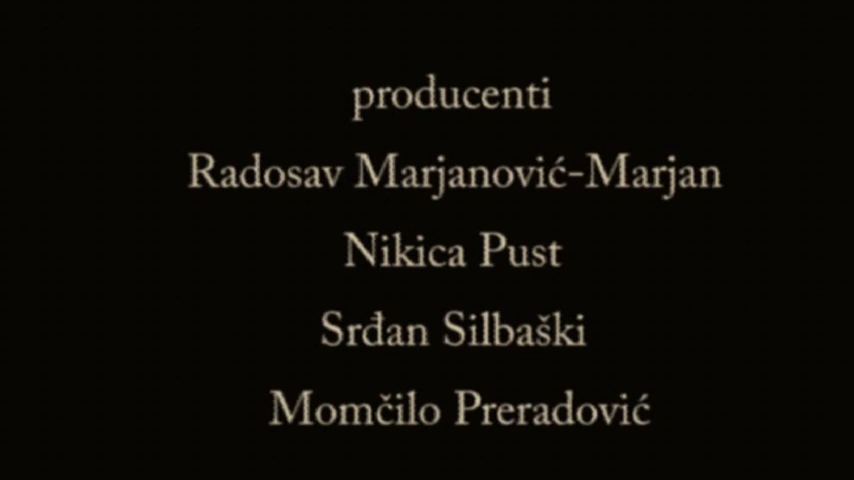 producenti
Radosav Marjanović-Marjan
Nikica Pust
Srđan Silbaški
Momčilo Preradović